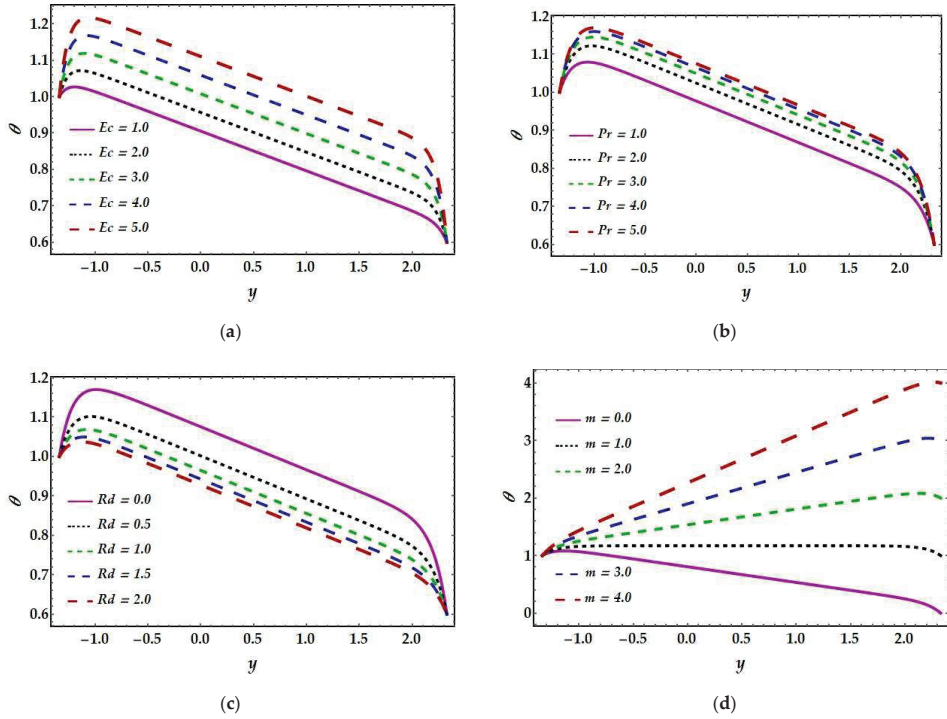 1.2
1.1
1.0
0.9
0.8
0.7
0.6
θ
Ec = 1.0
Ec = 2.0
Ec = 3.0
Ec = 4.0
Ec = 5.0
−1.0 −0.5 0.0 0.5 1.0 1.5 2.0
y
(a)
1.2
1.1
1.0
0.9
0.8
0.7
0.6
θ
Pr = 1.0
Pr = 2.0
Pr = 3.0
Pr = 4.0
Pr = 5.0
−1.0 −0.5 0.0 0.5 1.0 1.5 2.0
y
(b)
1.2
1.1
1.0
0.9
0.8
0.7
0.6
θ
Rd = 0.0
Rd = 0.5
Rd = 1.0
Rd = 1.5
Rd = 2.0
−1.0 −0.5 0.0 0.5 1.0 1.5 2.0
y
(c)
4
3
2
1
0
θ
m = 0.0
m = 1.0
m = 2.0
m = 3.0
m = 4.0
−1.0 −0.5 0.0 0.5 1.0 1.5 2.0
y
(d)